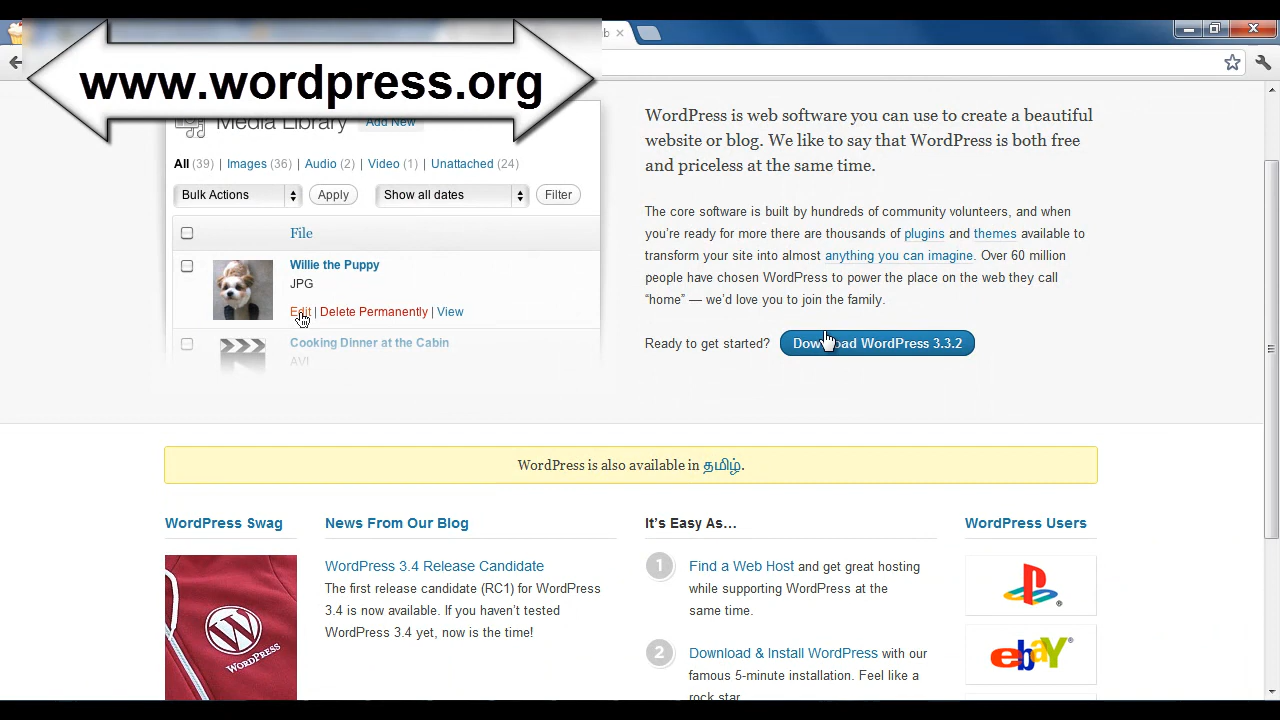 www.wordpress.org
Media Library Add New
All (39) | Images (36) | Audio (2) | Video (1) | Unattached (24)
Bulk Actions Apply Show all dates Filter
File
Willie the Puppy
JPG
Edit | Delete Permanently | View
Cooking Dinner at the Cabin
AVI
WordPress is web software you can use to create a beautiful
website or blog. We like to say that WordPress is both free
and priceless at the same time.
The core software is built by hundreds of community volunteers, and when
you’re ready for more there are thousands of plugins and themes available to
transform your site into almost anything you can imagine. Over 60 million
people have chosen WordPress to power the place on the web they call
“home” — we’d love you to join the family.
Ready to get started? Download WordPress 3.3.2
WordPress is also available in தமிழ்.
WordPress Swag
WORDPRESS
News From Our Blog
WordPress 3.4 Release Candidate
The first release candidate (RC1) for WordPress
3.4 is now available. If you haven’t tested
WordPress 3.4 yet, now is the time!
It’s Easy As…
1 Find a Web Host and get great hosting
while supporting WordPress at the
same time.
2 Download & Install WordPress with our
famous 5-minute installation. Feel like a
rock star.
WordPress Users
ebaY